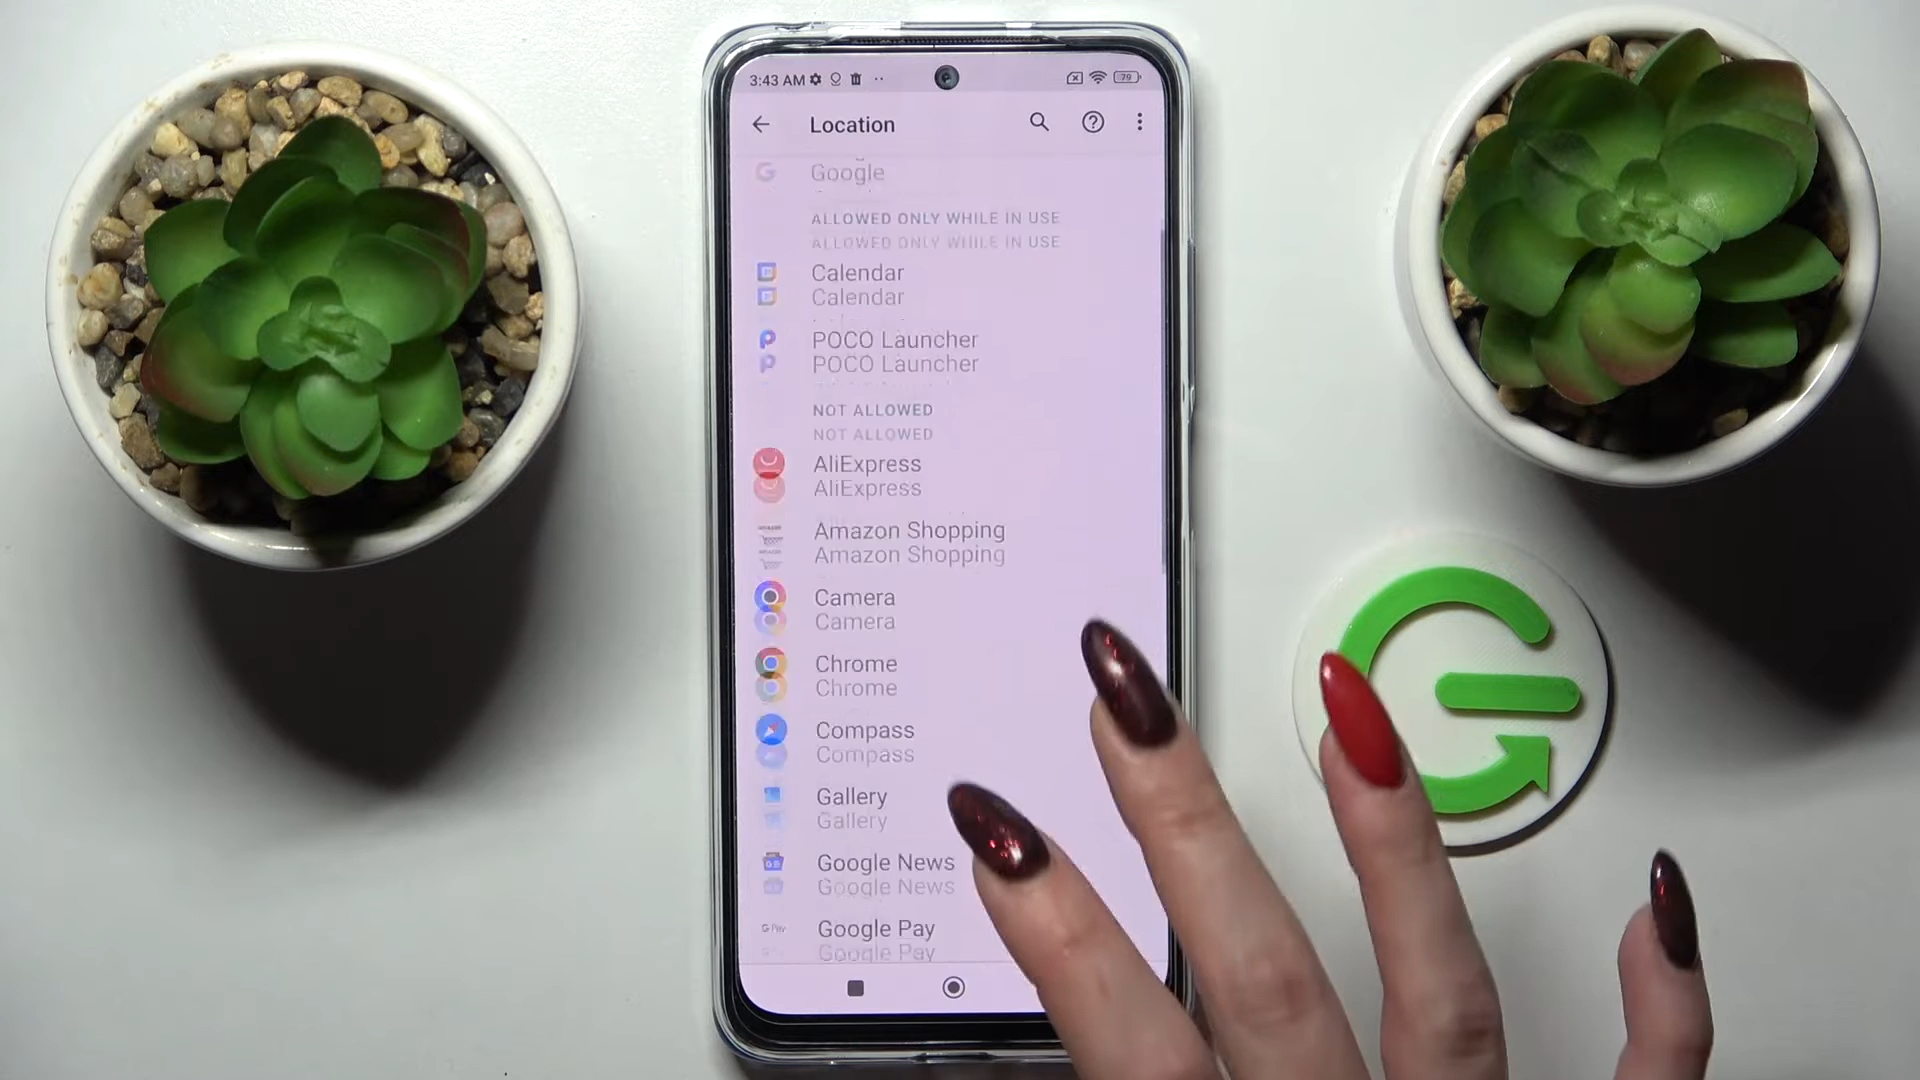 3:43 AM
79
Location
Google
ALLOWED ONLY WHILE IN USE
ALLOWED ONLY WHILE IN USE
Calendar
Calendar
POCO Launcher
POCO Launcher
NOT ALLOWED
NOT ALLOWED
AliExpress
AliExpress
Amazon Shopping
Amazon Shopping
Camera
Camera
Chrome
Chrome
Compass
Compass
Gallery
Gallery
Google News
Google News
G Pay
Google Pay
Google Pay